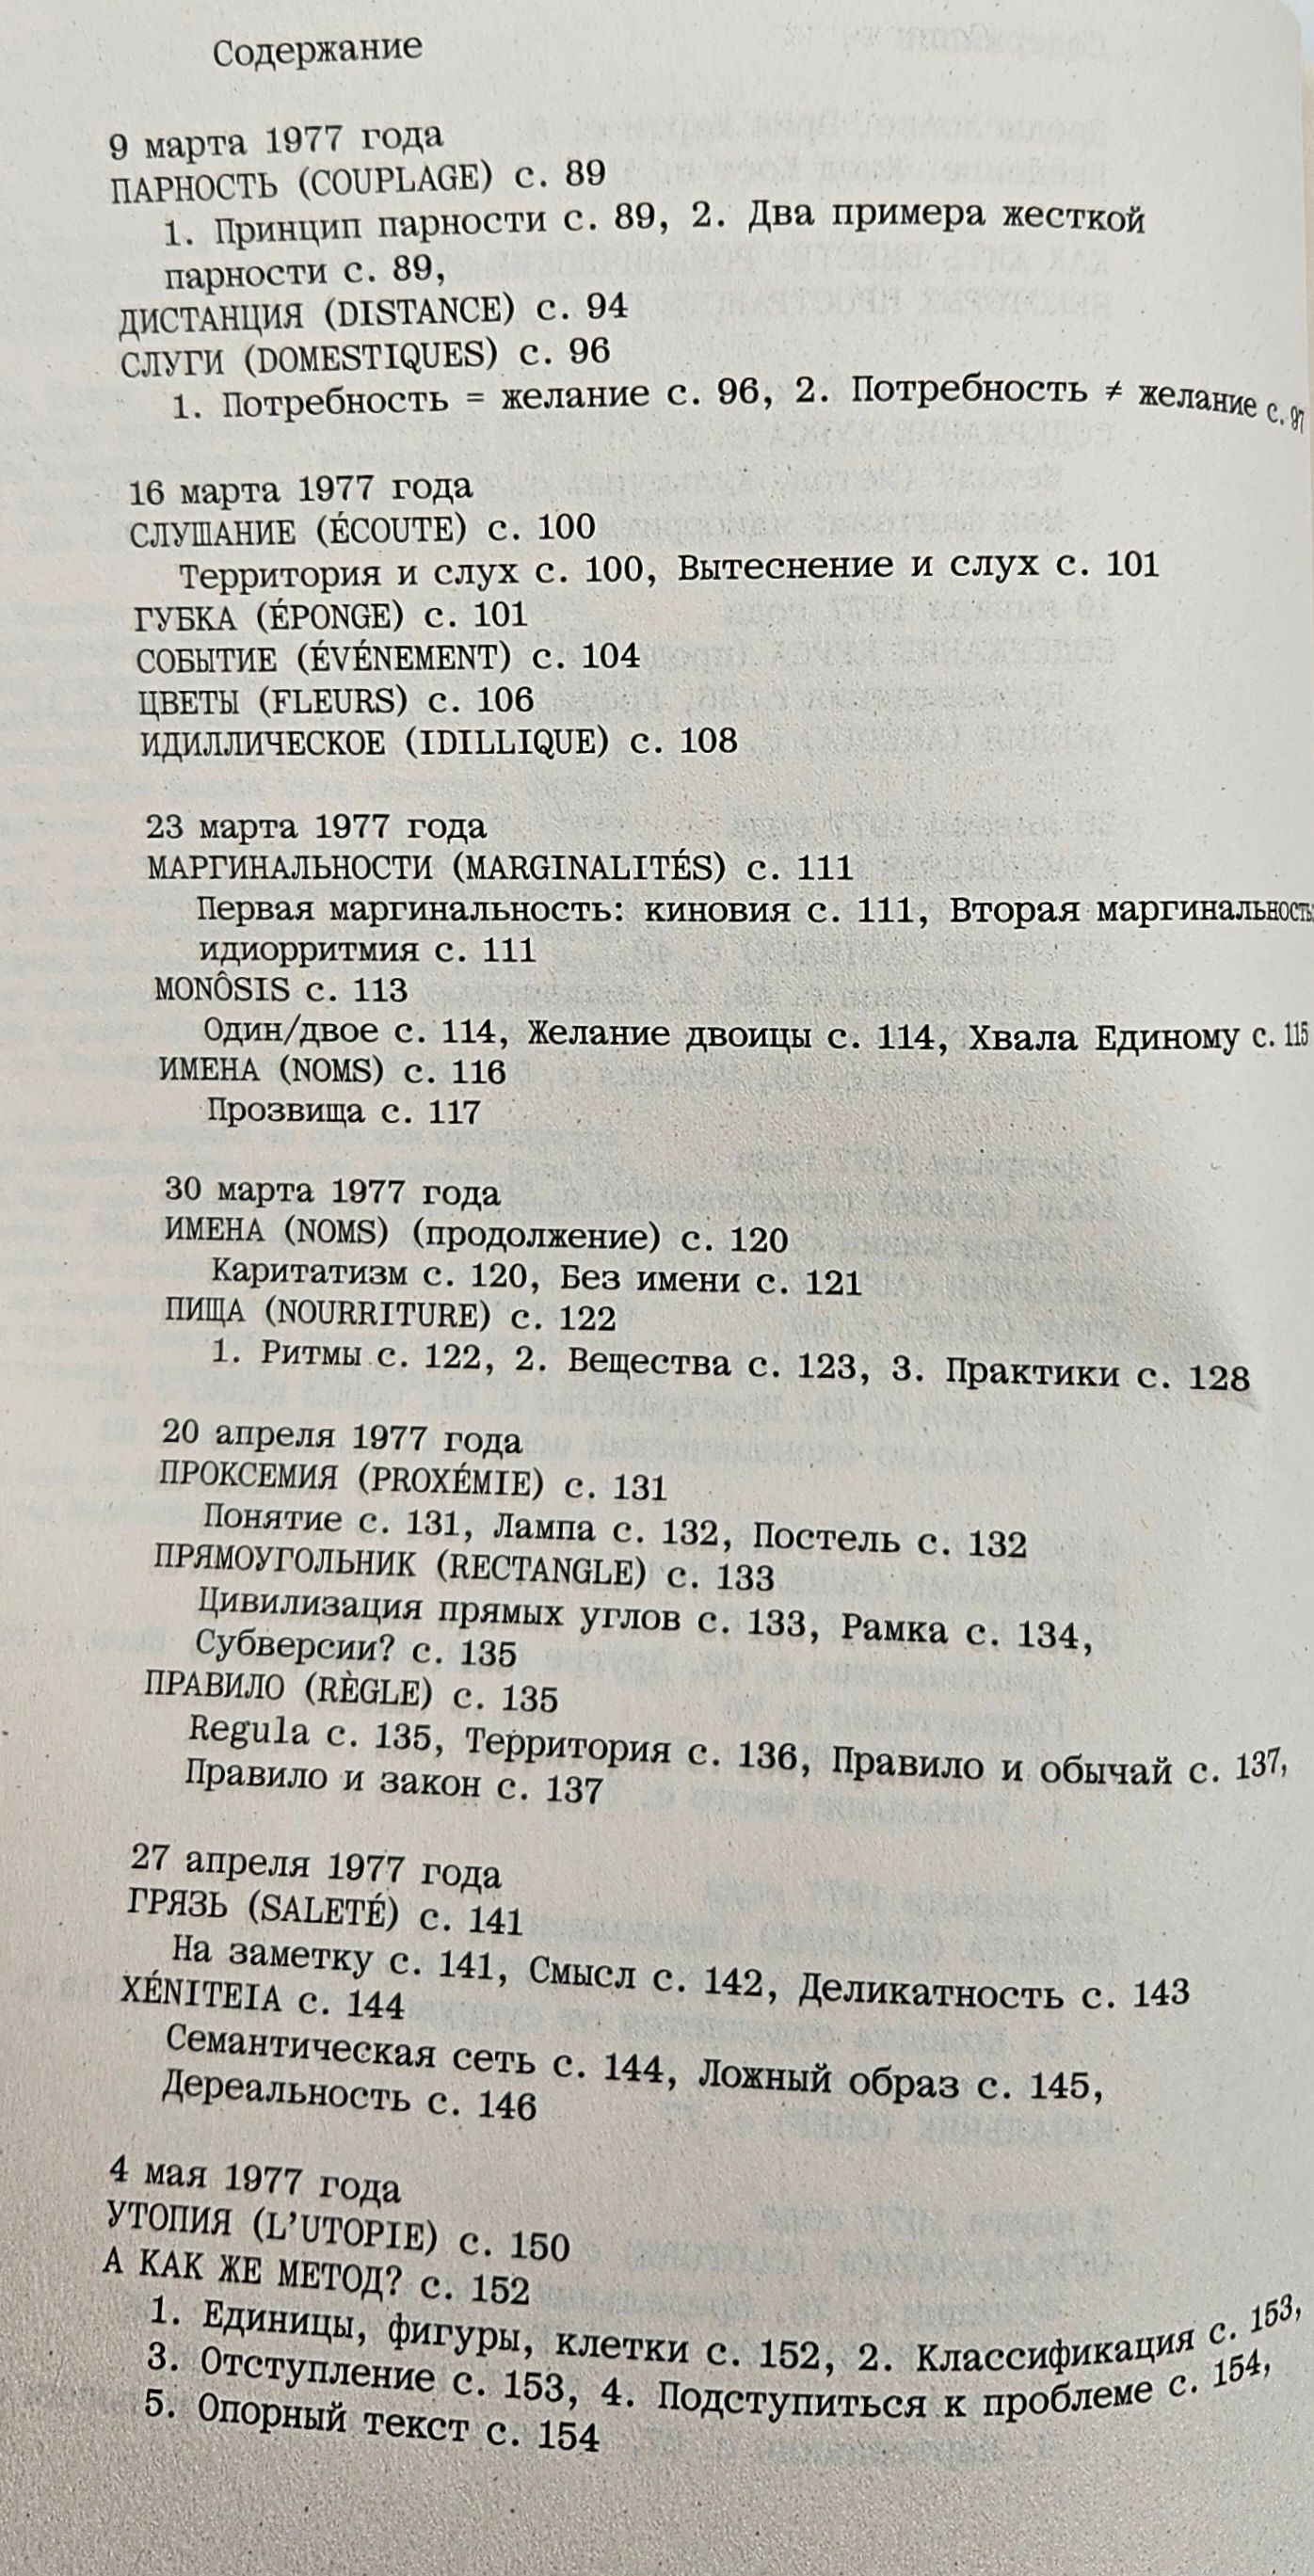 Содержание
9 марта 1977 года
ПАРНОСТЬ (COUPLAGE) с. 89
1. Принцип парности с. 89, 2. Два примера жесткой
парности с. 89,
ДИСТАНЦИЯ (DISTANCE) с. 94
СЛУГИ (DOMESTIQUES) с. 96
1. Потребность = желание с. 96, 2. Потребность ≠ желание с. 97
16 марта 1977 года
СЛУШАНИЕ (ÉCOUTE) с. 100
Территория и слух с. 100, Вытеснение и слух с. 101
ГУБКА (ÉPONGE) с. 101
СОБЫТИЕ (ÉVÉNEMENT) с. 104
ЦВЕТЫ (FLEURS) с. 106
ИДИЛЛИЧЕСКОЕ (IDILLIQUE) с. 108
23 марта 1977 года
МАРГИНАЛЬНОСТИ (MARGINALITÉS) с. 111
Первая маргинальность: киновия с. 111, Вторая маргинальность:
идиорритмия с. 111
MONÔSIS с. 113
Один/двое с. 114, Желание двоицы с. 114, Хвала Единому с. 115
ИМЕНА (NOMS) с. 116
Прозвища с. 117
30 марта 1977 года
ИМЕНА (NOMS) (продолжение) с. 120
Каритатизм с. 120, Без имени с. 121
ПИЩА (NOURRITURE) с. 122
1. Ритмы с. 122, 2. Вещества с. 123, 3. Практики с. 128
20 апреля 1977 года
ПРОКСЕМИЯ (PROXÉMIE) с. 131
Понятие с. 131, Лампа с. 132, Постель с. 132
ПРЯМОУГОЛЬНИК (RECTANGLE) с. 133
Цивилизация прямых углов с. 133, Рамка с. 134,
Субверсии? с. 135
ПРАВИЛО (RÈGLE) с. 135
Regula с. 135, Территория с. 136, Правило и обычай с. 137,
Правило и закон с. 137
27 апреля 1977 года
ГРЯЗЬ (SALETÉ) с. 141
На заметку с. 141, Смысл с. 142, Деликатность с. 143
XÉNITEIA с. 144
Семантическая сеть с. 144, Ложный образ с. 145,
Дереальность с. 146
4 мая 1977 года
УТОПИЯ (L'UTOPIE) с. 150
А КАК ЖЕ МЕТОД? с. 152
1. Единицы, фигуры, клетки с. 152, 2. Классификация с. 153,
3. Отступление с. 153, 4. Подступиться к проблеме с. 154,
5. Опорный текст с. 154